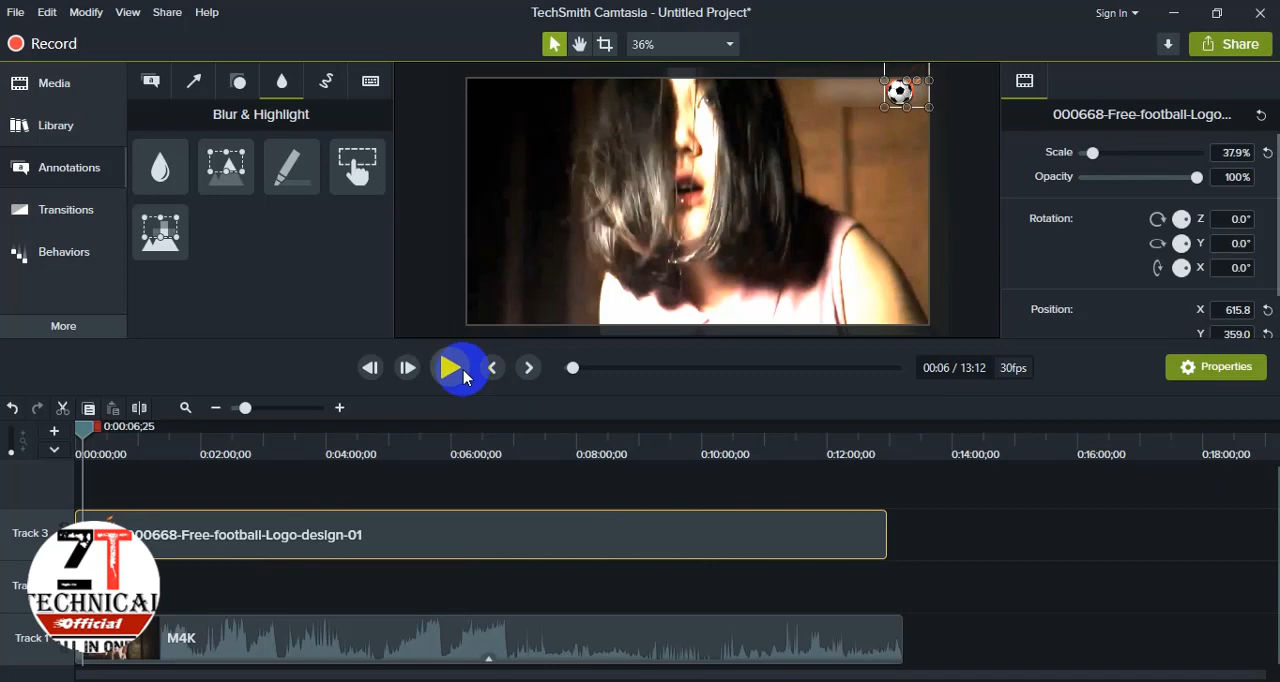 File Edit Modify View Share Help TechSmith Camtasia - Untitled Project* Sign In
Record 36% Share
Media
Library
Annotations
Transitions
Behaviors
More
Blur & Highlight
000668-Free-football-Logo...
Scale 37.9%
Opacity 100%
Rotation: Z 0.0°
Y 0.0°
X 0.0°
Position: X 615.8
Y 359.0
00:06 / 13:12 30fps Properties
0:00:06;25
0:00:00;00 0:02:00;00 0:04:00;00 0:06:00;00 0:08:00;00 0:10:00;00 0:12:00;00 0:14:00;00 0:16:00;00 0:18:00;00
Track 3 000668-Free-football-Logo-design-01
Track 1 M4K
ZT
TECHNICAL
Official
ALL IN ONE